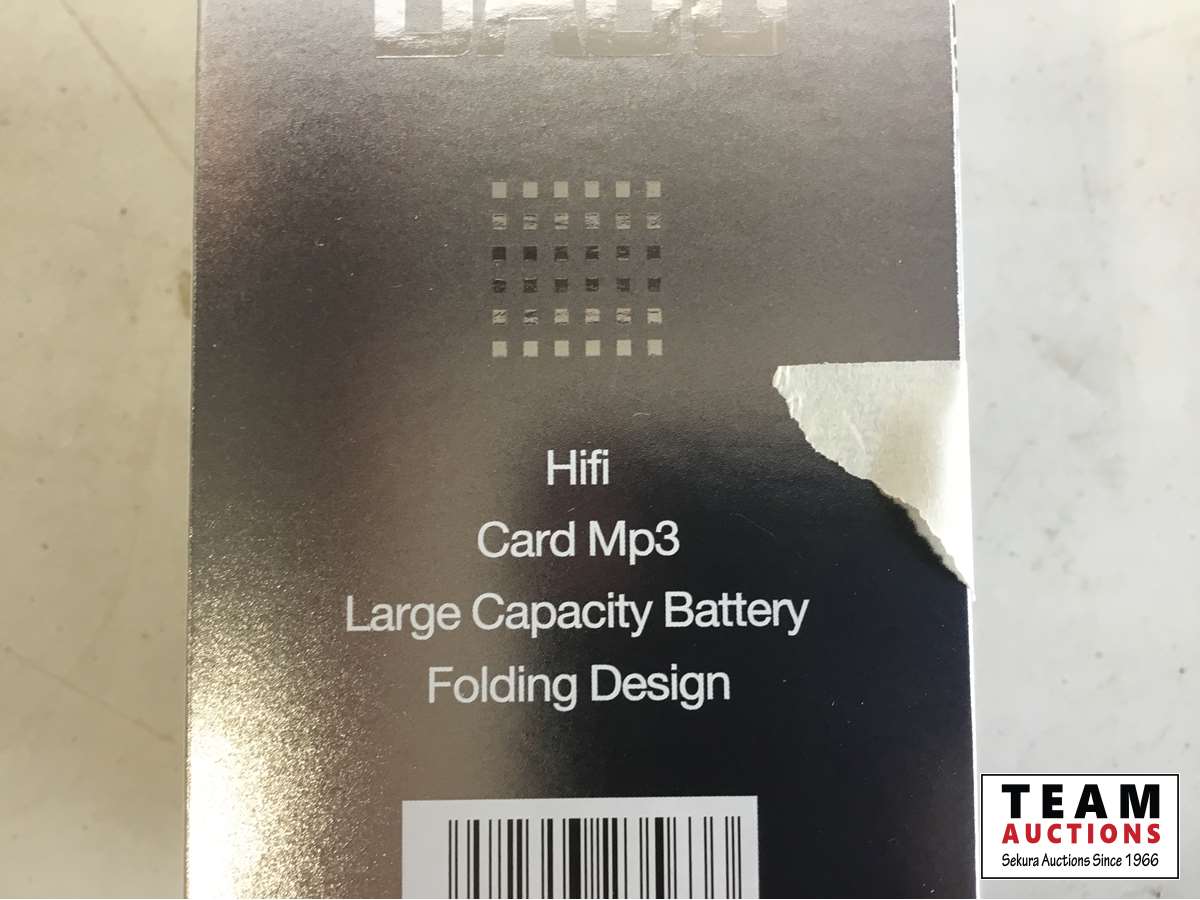 Hifi
Card Mp3
Large Capacity Battery
Folding Design
TEAM
AUCTIONS
Sekura Auctions Since 1966